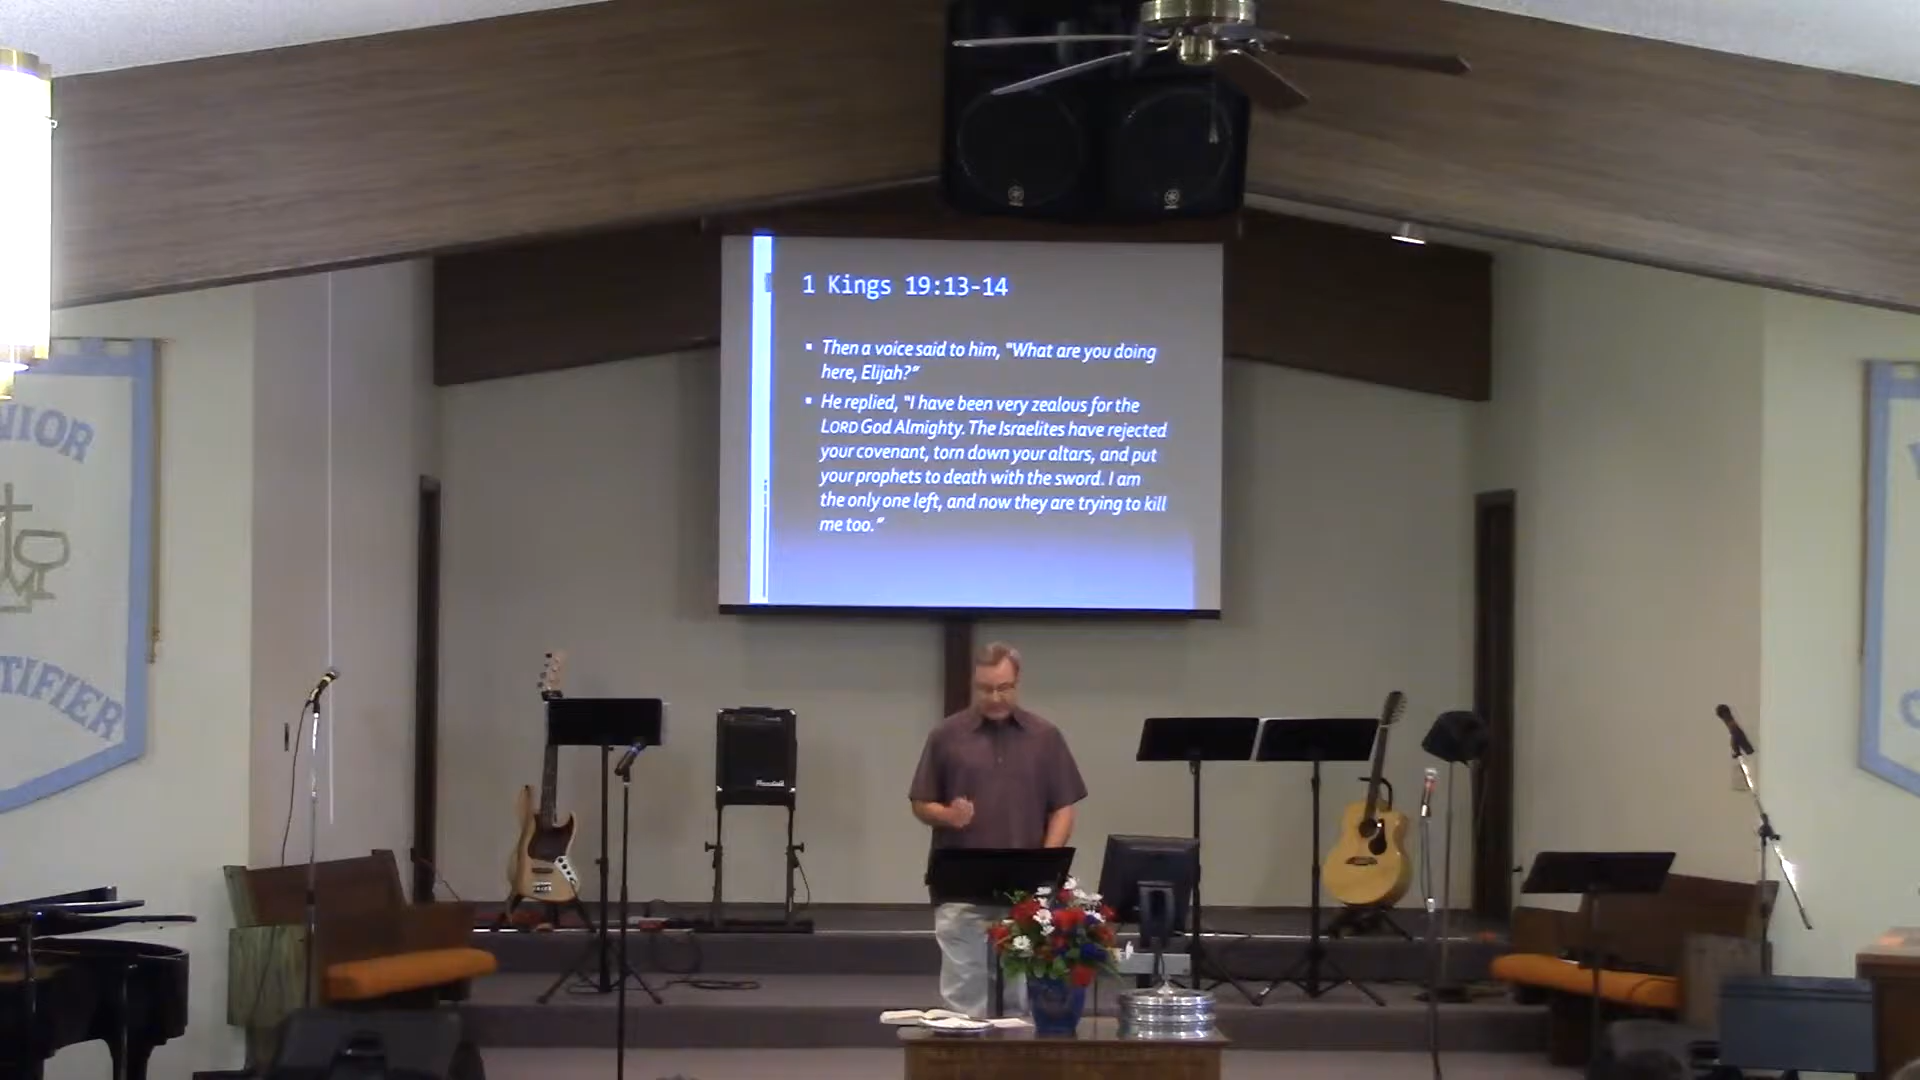 1 Kings 19:13-14
Then a voice said to him, "What are you doing
here, Elijah?"
He replied, "I have been very zealous for the
LORD God Almighty. The Israelites have rejected
your covenant, torn down your altars, and put
your prophets to death with the sword. I am
the only one left, and now they are trying to kill
me too."
NIOR
TIFIER